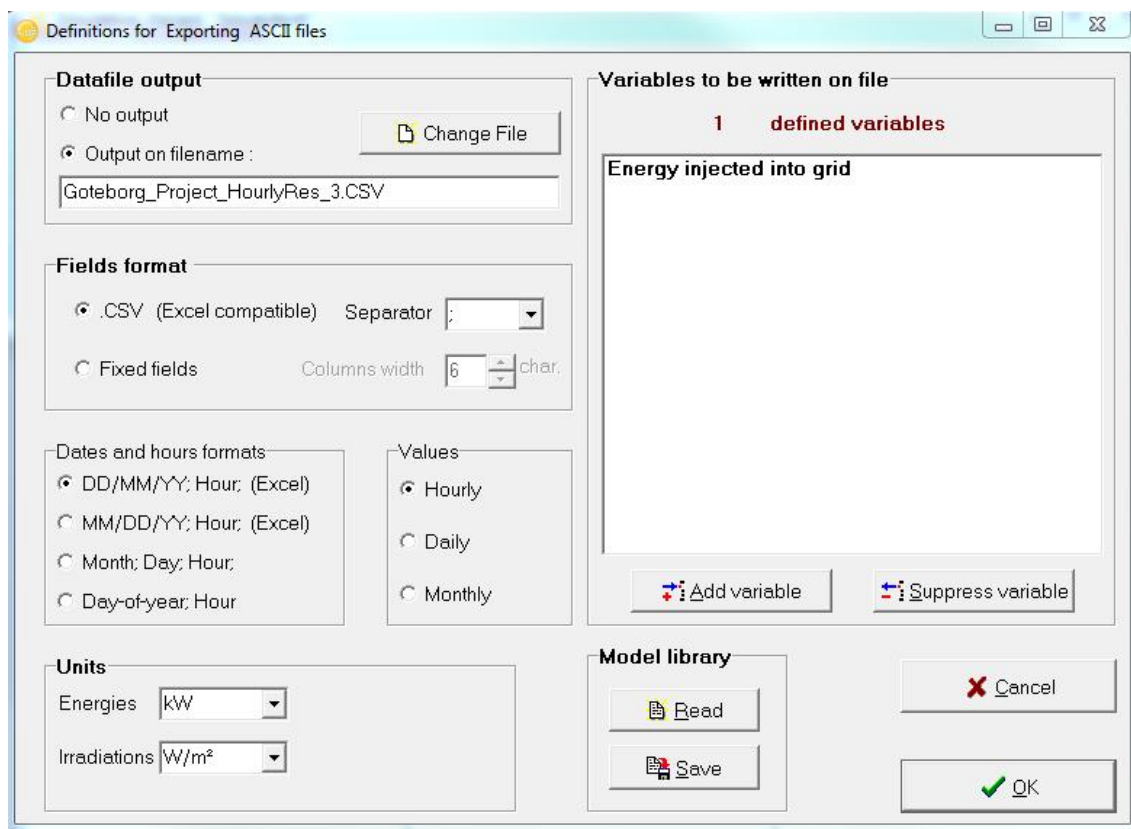 Definitions for Exporting ASCII files
Datafile output
No output
Change File
Output on filename :
Goteborg_Project_HourlyRes_3.CSV
Fields format
.CSV (Excel compatible) Separator ;
Fixed fields Columns width 6 char.
Dates and hours formats
DD/MM/YY; Hour; (Excel)
MM/DD/YY; Hour; (Excel)
Month; Day; Hour;
Day-of-year; Hour
Values
Hourly
Daily
Monthly
Units
Energies kW
Irradiations W/m²
Variables to be written on file
1 defined variables
Energy injected into grid
Add variable Suppress variable
Model library
Read
Save
Cancel
OK